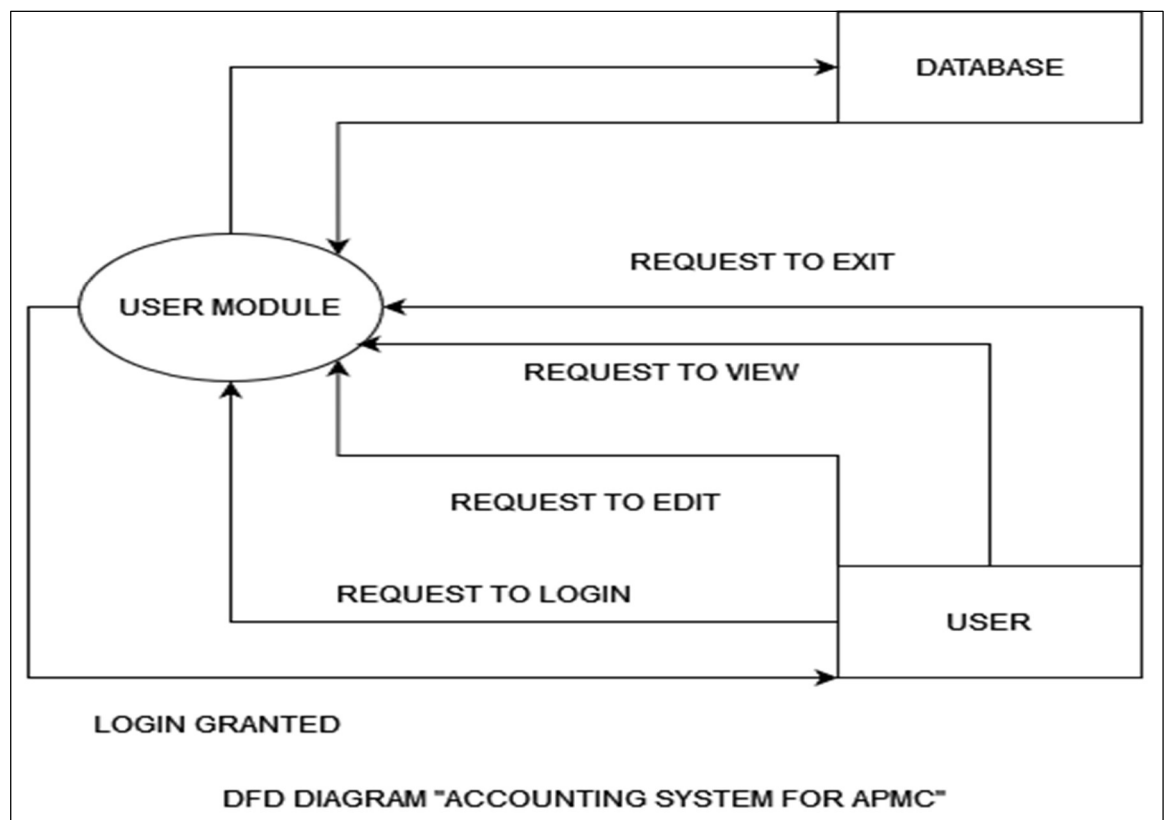 DATABASE
REQUEST TO EXIT
USER MODULE
REQUEST TO VIEW
REQUEST TO EDIT
REQUEST TO LOGIN
USER
LOGIN GRANTED
DFD DIAGRAM "ACCOUNTING SYSTEM FOR APMC"